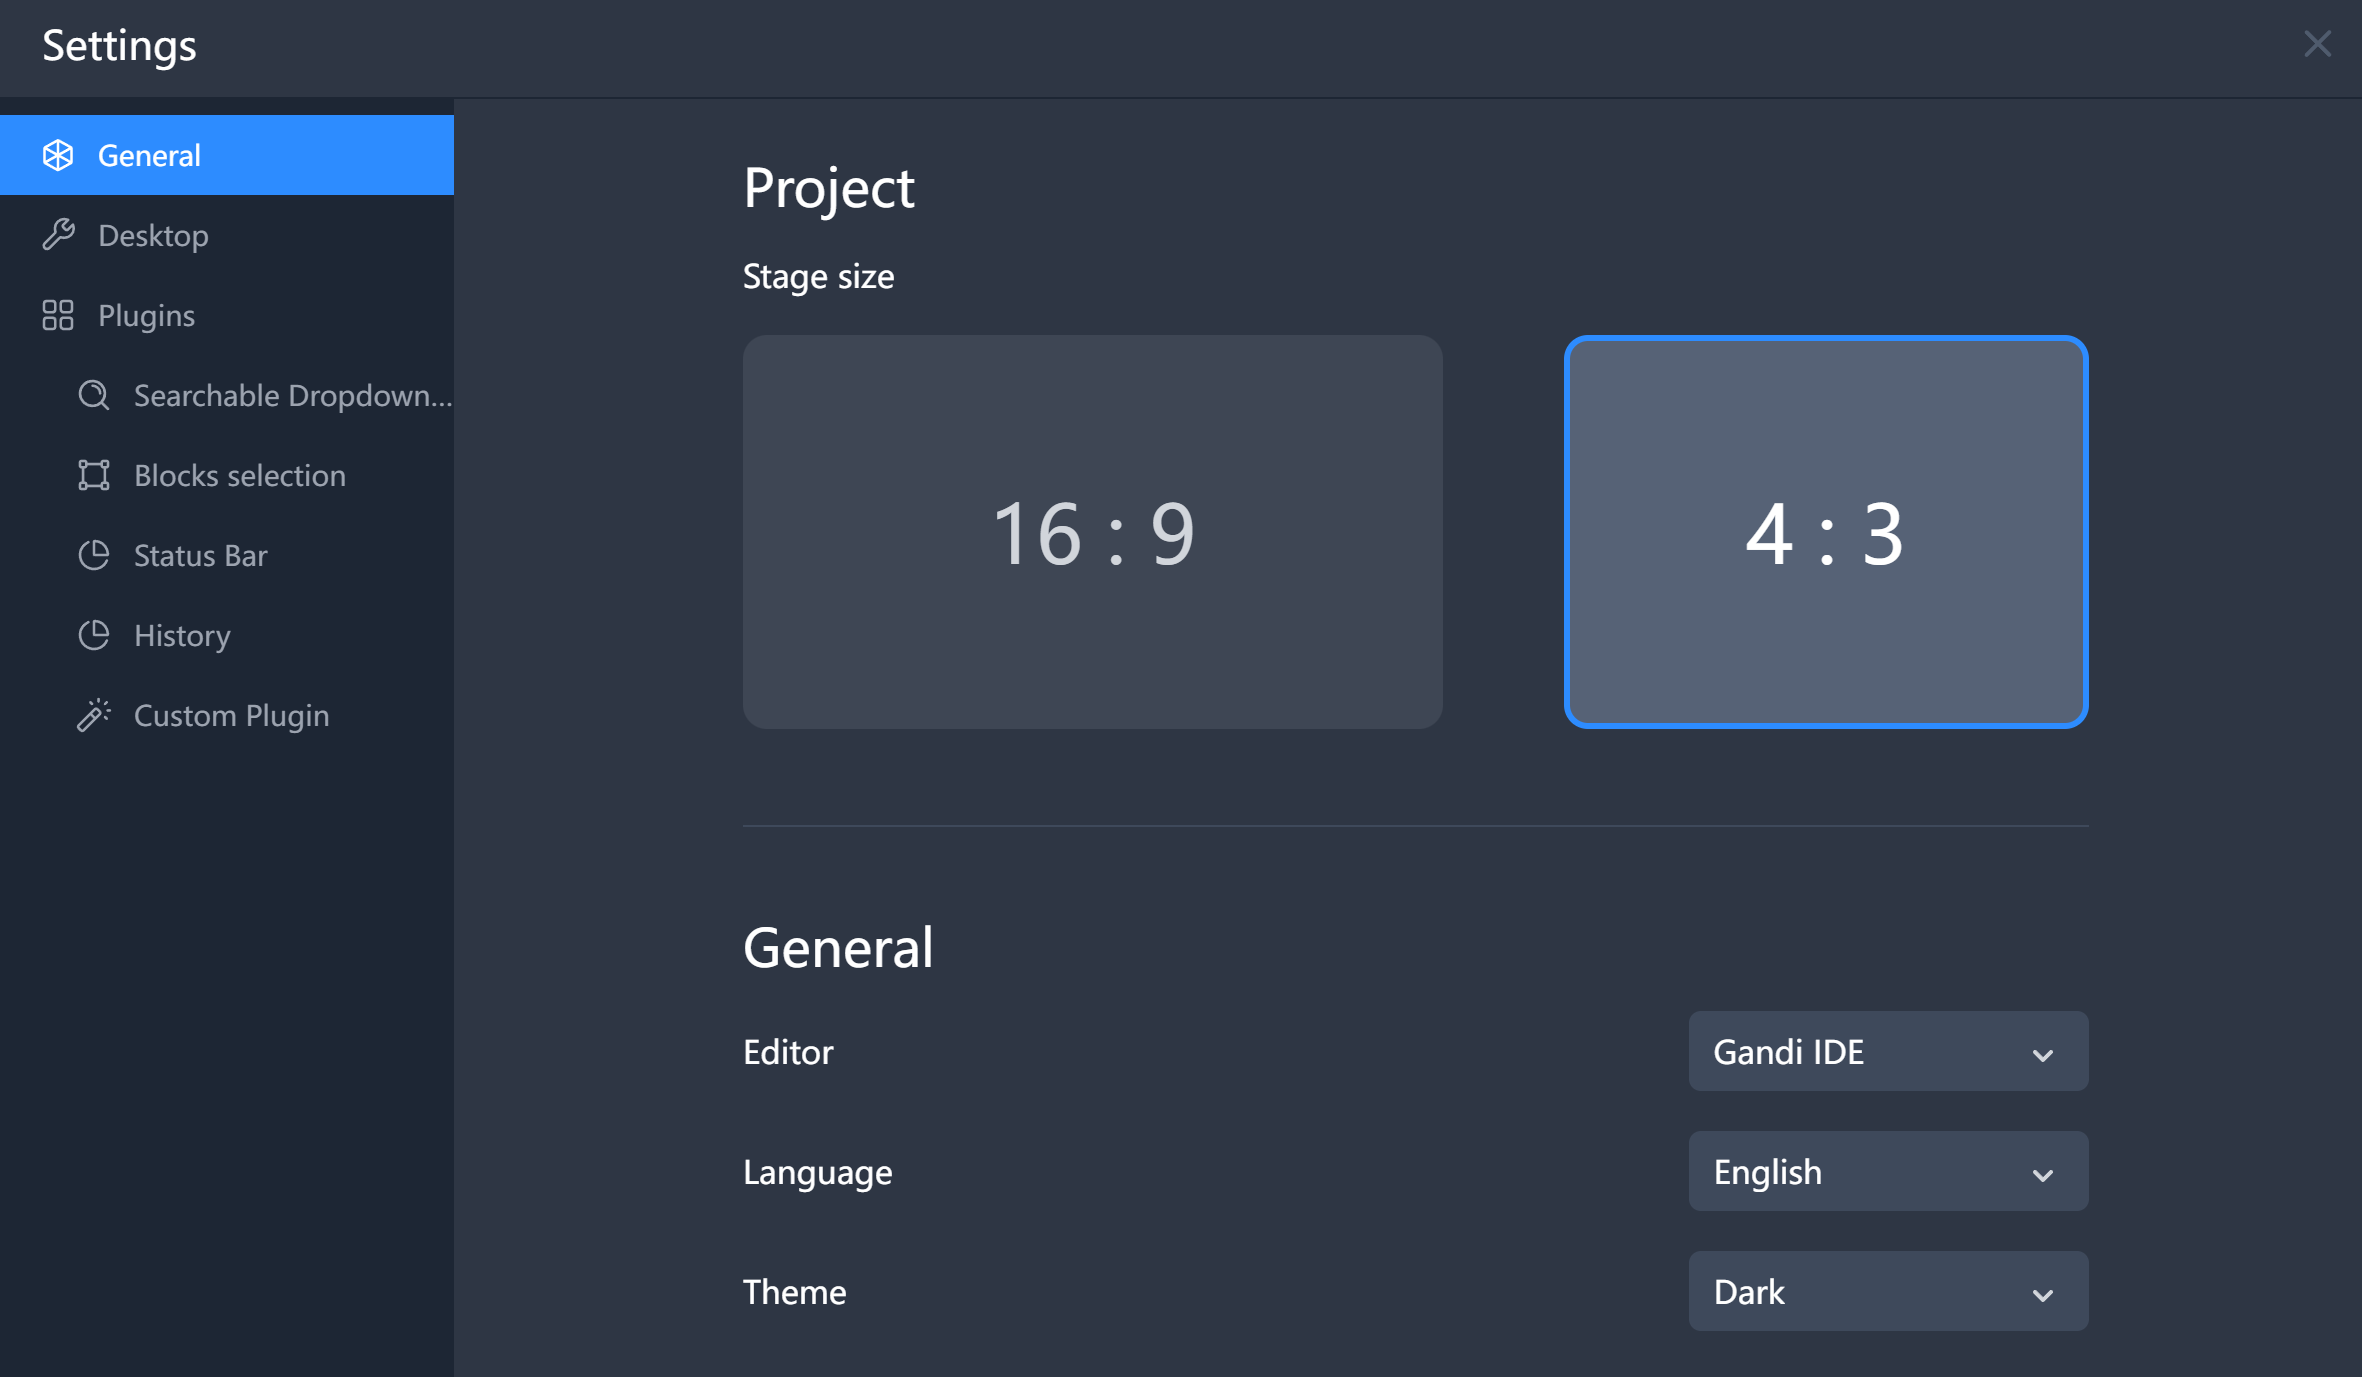 Settings
General
Desktop
Plugins
Searchable Dropdown...
Blocks selection
Status Bar
History
Custom Plugin
Project
Stage size
16 : 9
4 : 3
General
Editor
Gandi IDE
Language
English
Theme
Dark